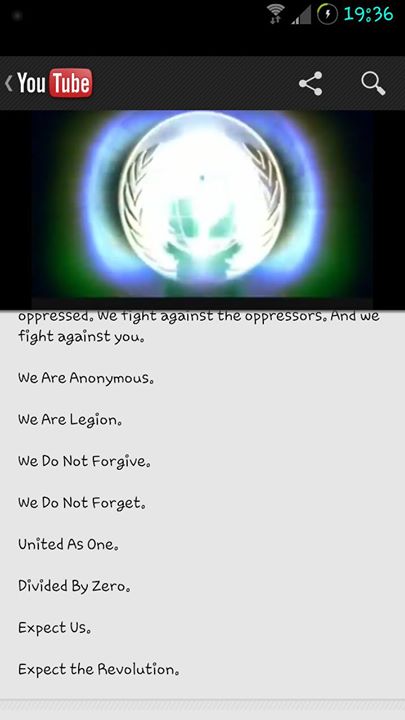 19:36
You Tube
oppressed. We fight against the oppressors. And we
fight against you.
We Are Anonymous.
We Are Legion.
We Do Not Forgive.
We Do Not Forget.
United As One.
Divided By Zero.
Expect Us.
Expect the Revolution.